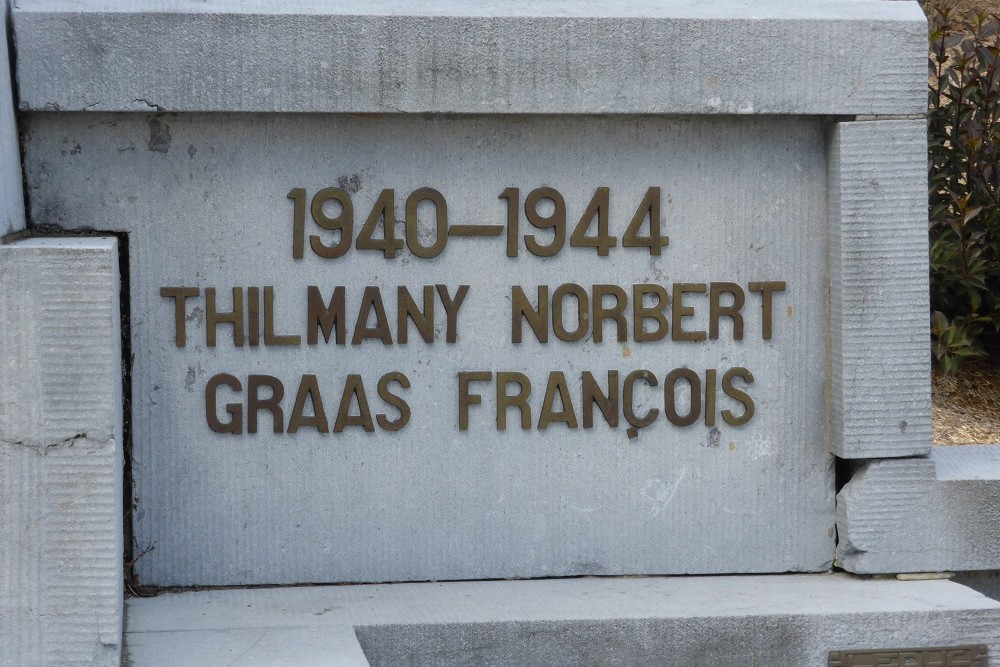 1940—1944
THILMANY NORBERT
GRAAS FRANÇOIS